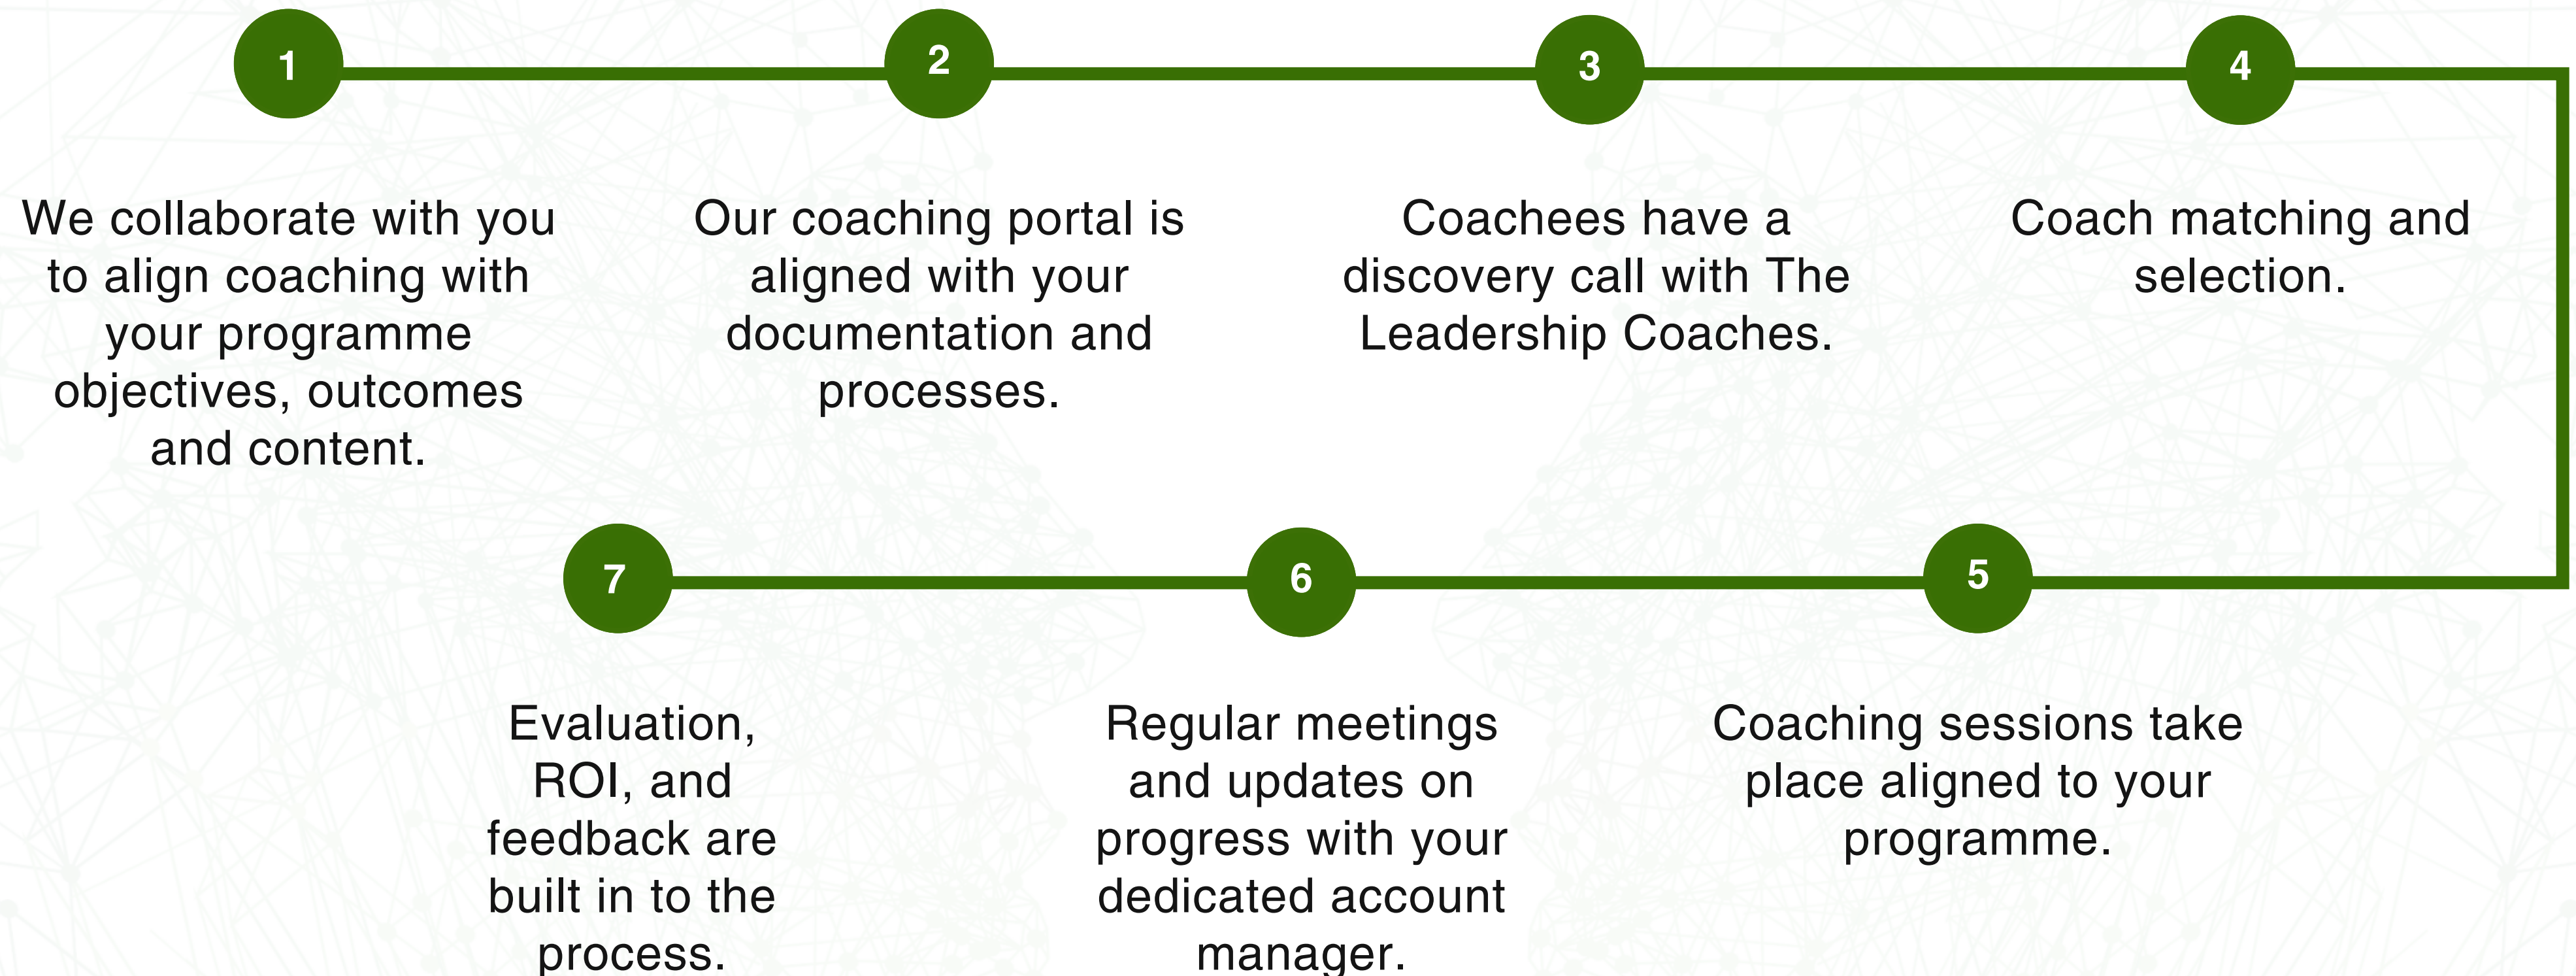 1
We collaborate with you
to align coaching with
your programme
objectives, outcomes
and content.
2
Our coaching portal is
aligned with your
documentation and
processes.
3
Coachees have a
discovery call with The
Leadership Coaches.
4
Coach matching and
selection.
5
Coaching sessions take
place aligned to your
programme.
6
Regular meetings
and updates on
progress with your
dedicated account
manager.
7
Evaluation,
ROI, and
feedback are
built in to the
process.